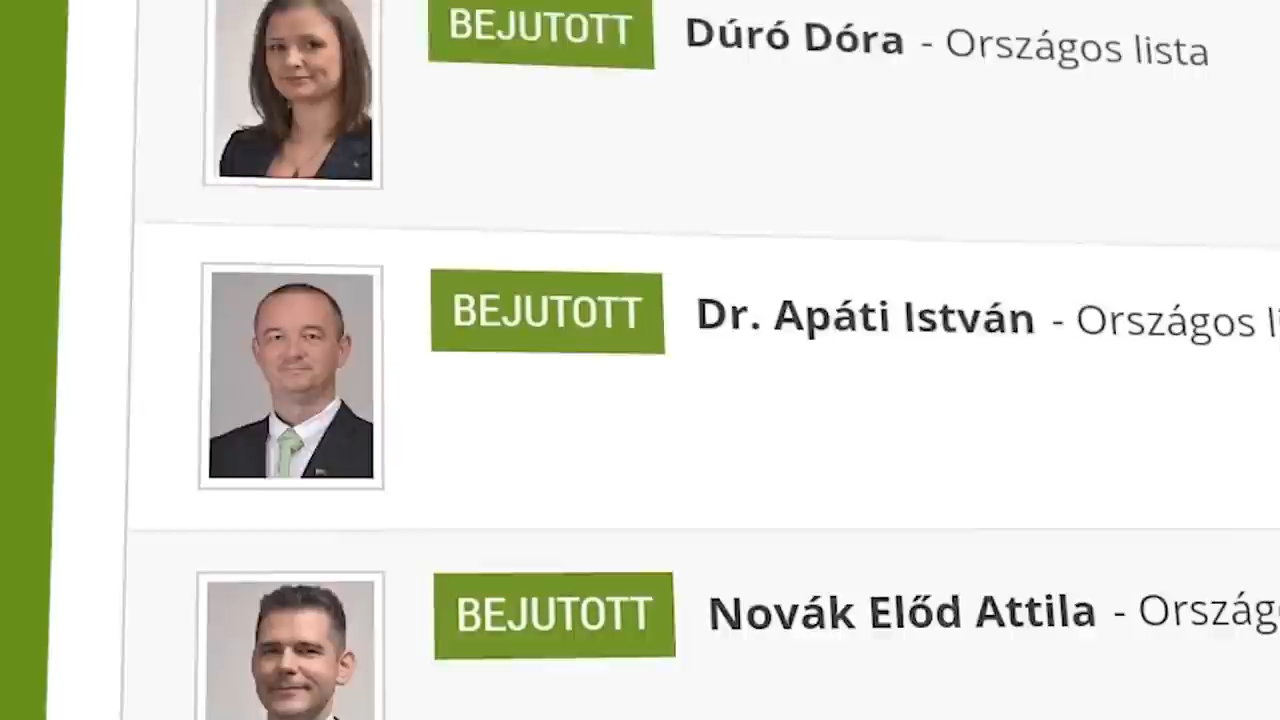 BEJUTOTT Dúró Dóra - Országos lista
BEJUTOTT Dr. Apáti István - Országos
BEJUTOTT Novák Előd Attila -